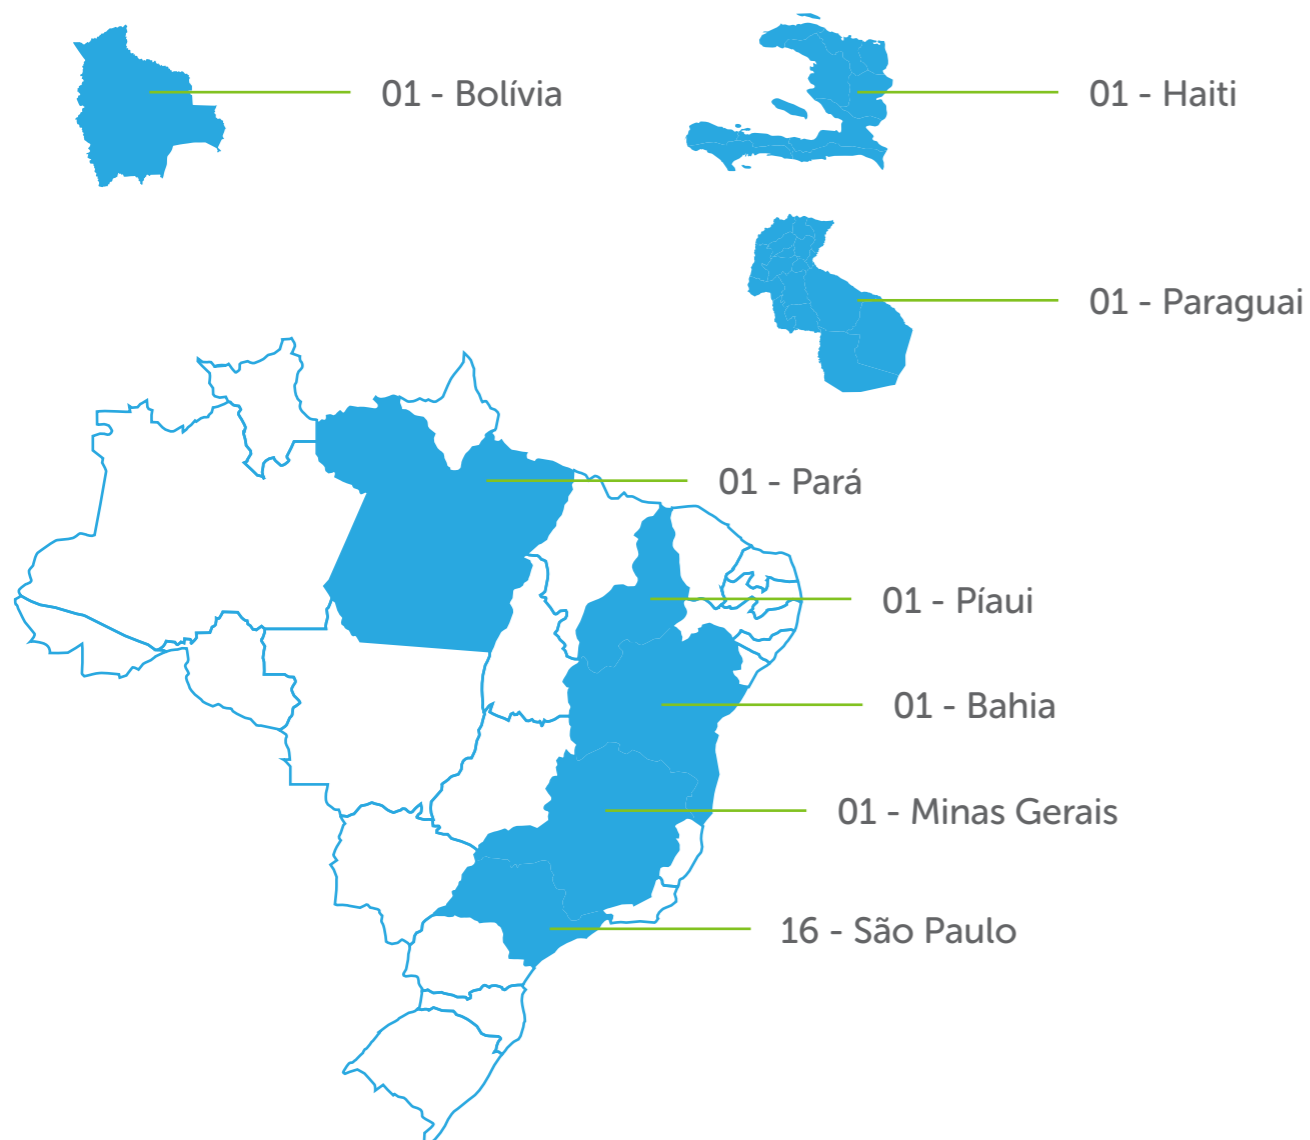 01 - Bolívia
01 - Haiti
01 - Paraguai
01 - Pará
01 - Píaui
01 - Bahia
01 - Minas Gerais
16 - São Paulo